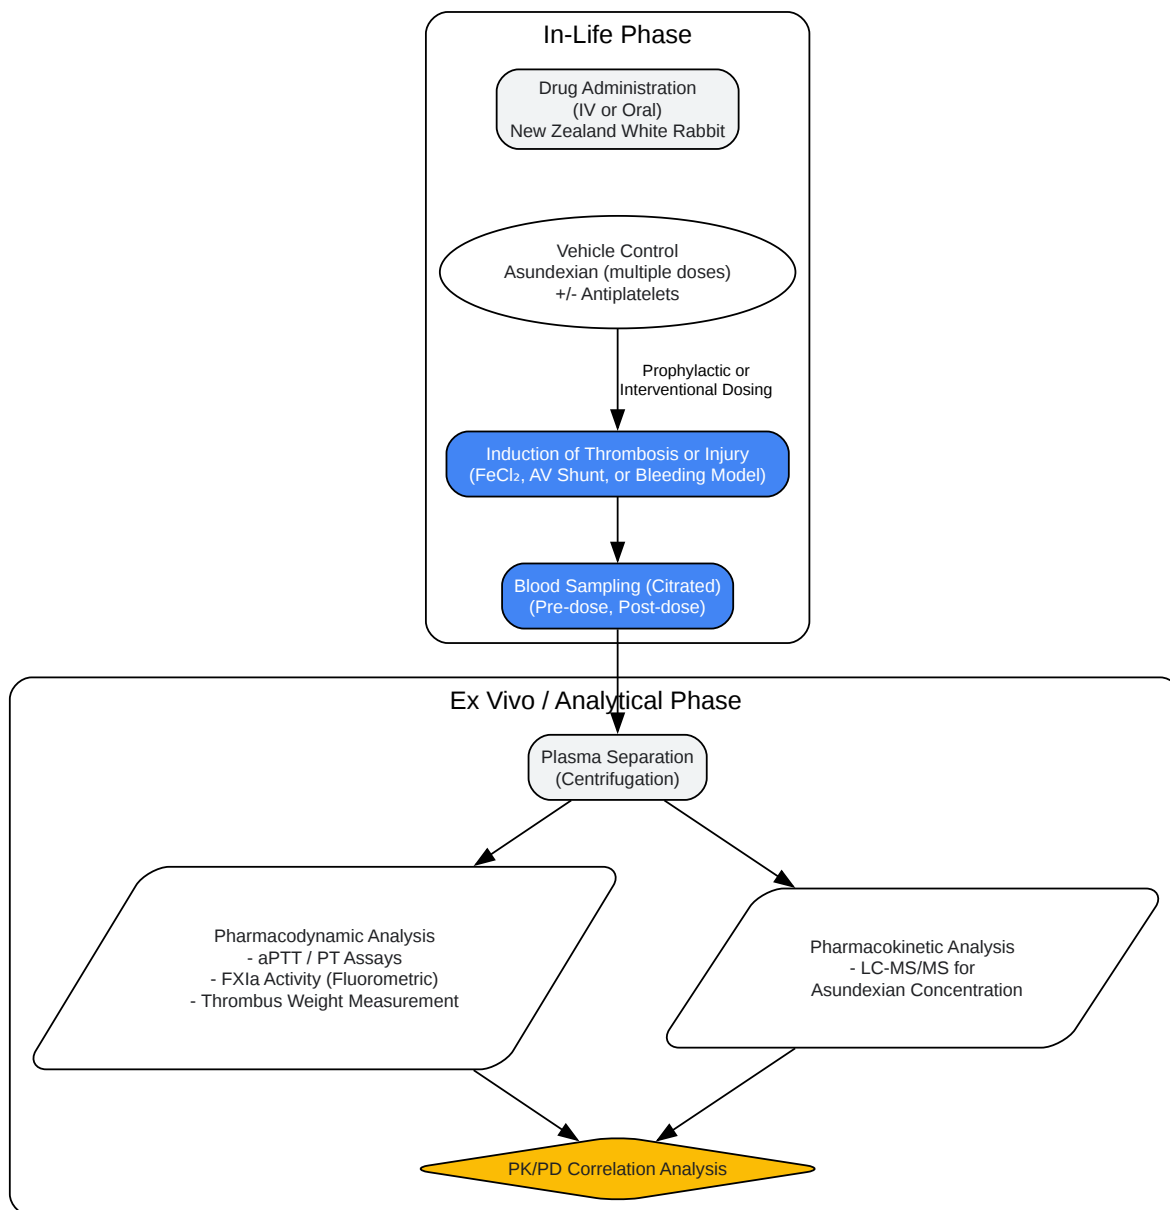 In-Life Phase
Drug Administration
(IV or Oral)
New Zealand White Rabbit
Vehicle Control
Asundexian (multiple doses)
+/- Antiplatelets
Prophylactic or
Interventional Dosing
Induction of Thrombosis or Injury
(FeCl₂, AV Shunt, or Bleeding Model)
Blood Sampling (Citrated)
(Pre-dose, Post-dose)
Ex Vivo / Analytical Phase
Plasma Separation
(Centrifugation)
Pharmacodynamic Analysis
- aPTT / PT Assays
- FXIa Activity (Fluorometric)
- Thrombus Weight Measurement
Pharmacokinetic Analysis
- LC-MS/MS for
Asundexian Concentration
PK/PD Correlation Analysis